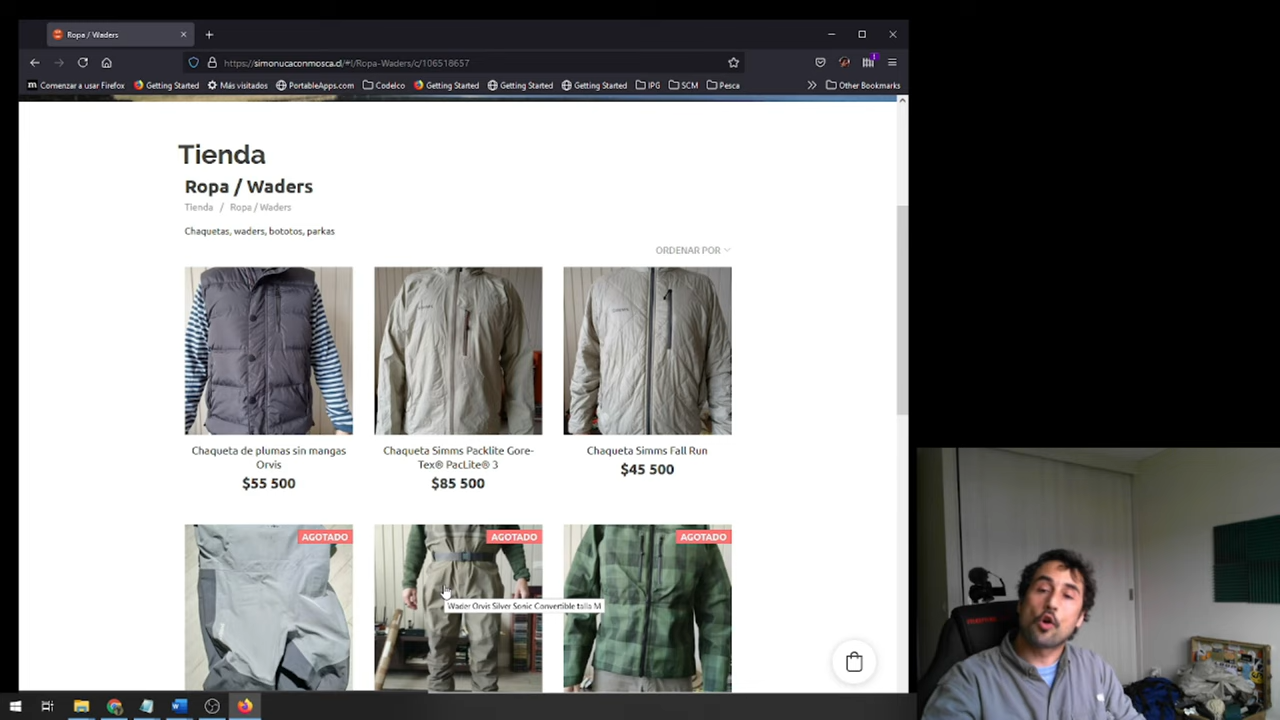 Ropa / Waders
https://simonucaconmosca.cl/#!/Ropa-Waders/c/106518657
Comenzar a usar Firefox
Getting Started
Más visitados
PortableApps.com
Codelco
Getting Started
Getting Started
Getting Started
IPG
SCM
Pesca
Other Bookmarks
Tienda
Ropa / Waders
Tienda / Ropa / Waders
Chaquetas, waders, bototos, parkas
ORDENAR POR
Chaqueta de plumas sin mangas
Orvis
$55 500
Chaqueta Simms Packlite Gore-
Tex® PacLite® 3
$85 500
Chaqueta Simms Fall Run
$45 500
AGOTADO
AGOTADO
AGOTADO
Wader Orvis Silver Sonic Convertible talla M